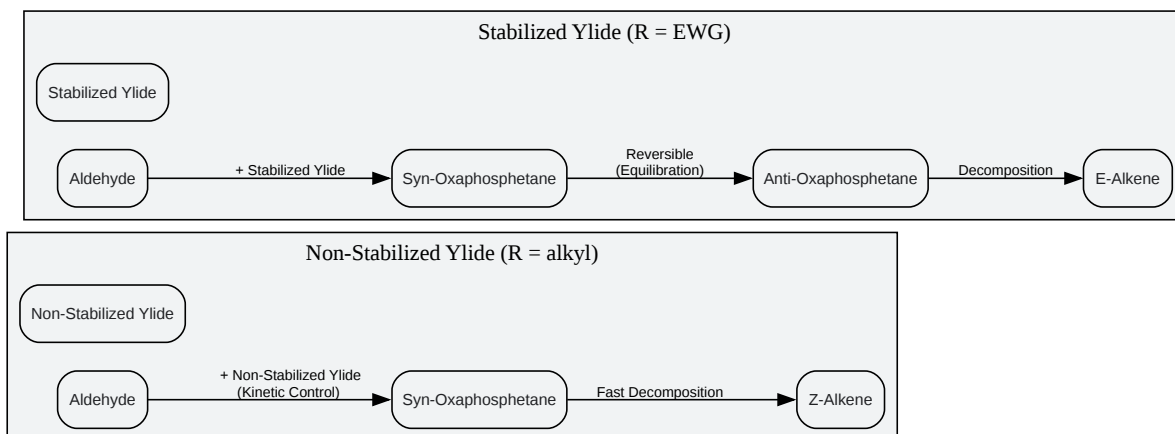 Stabilized Ylide (R = EWG)
Stabilized Ylide
Aldehyde
+ Stabilized Ylide
Syn-Oxaphosphetane
Reversible
(Equilibration)
Anti-Oxaphosphetane
Decomposition
E-Alkene
Non-Stabilized Ylide (R = alkyl)
Non-Stabilized Ylide
Aldehyde
+ Non-Stabilized Ylide
(Kinetic Control)
Syn-Oxaphosphetane
Fast Decomposition
Z-Alkene